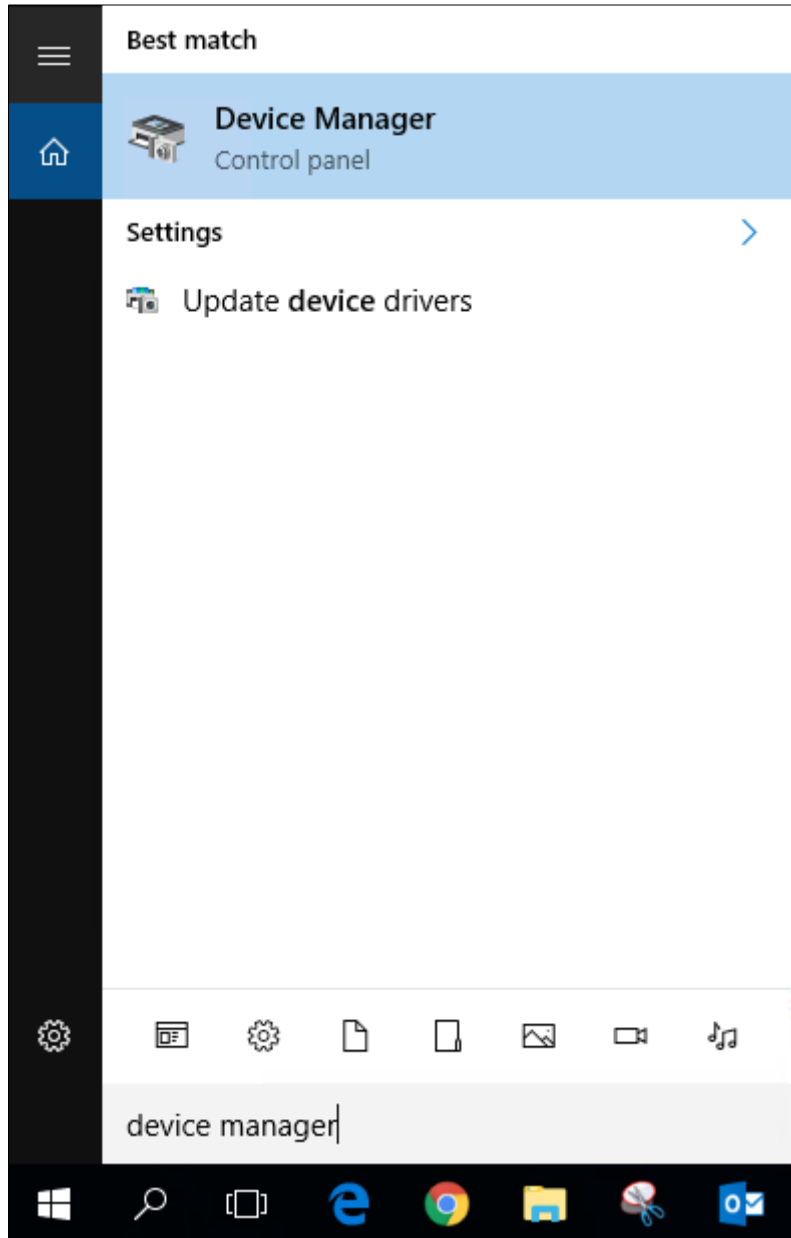 Best match
Device Manager
Control panel
Settings
Update device drivers
device manager